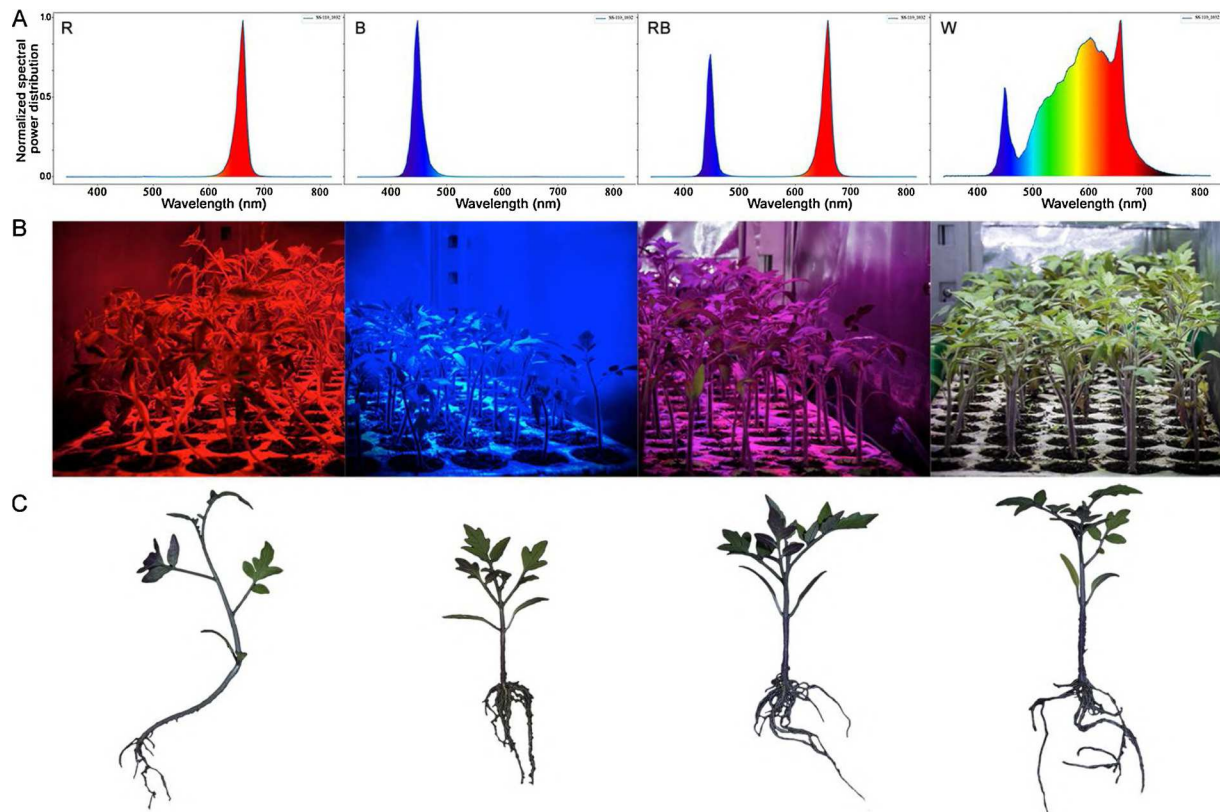 A
R
B
RB
W
Normalized spectral
power distribution
1.0
0.5
0.0
400 500 600 700 800
400 500 600 700 800
400 500 600 700 800
400 500 600 700 800
Wavelength (nm)
Wavelength (nm)
Wavelength (nm)
Wavelength (nm)
B
C